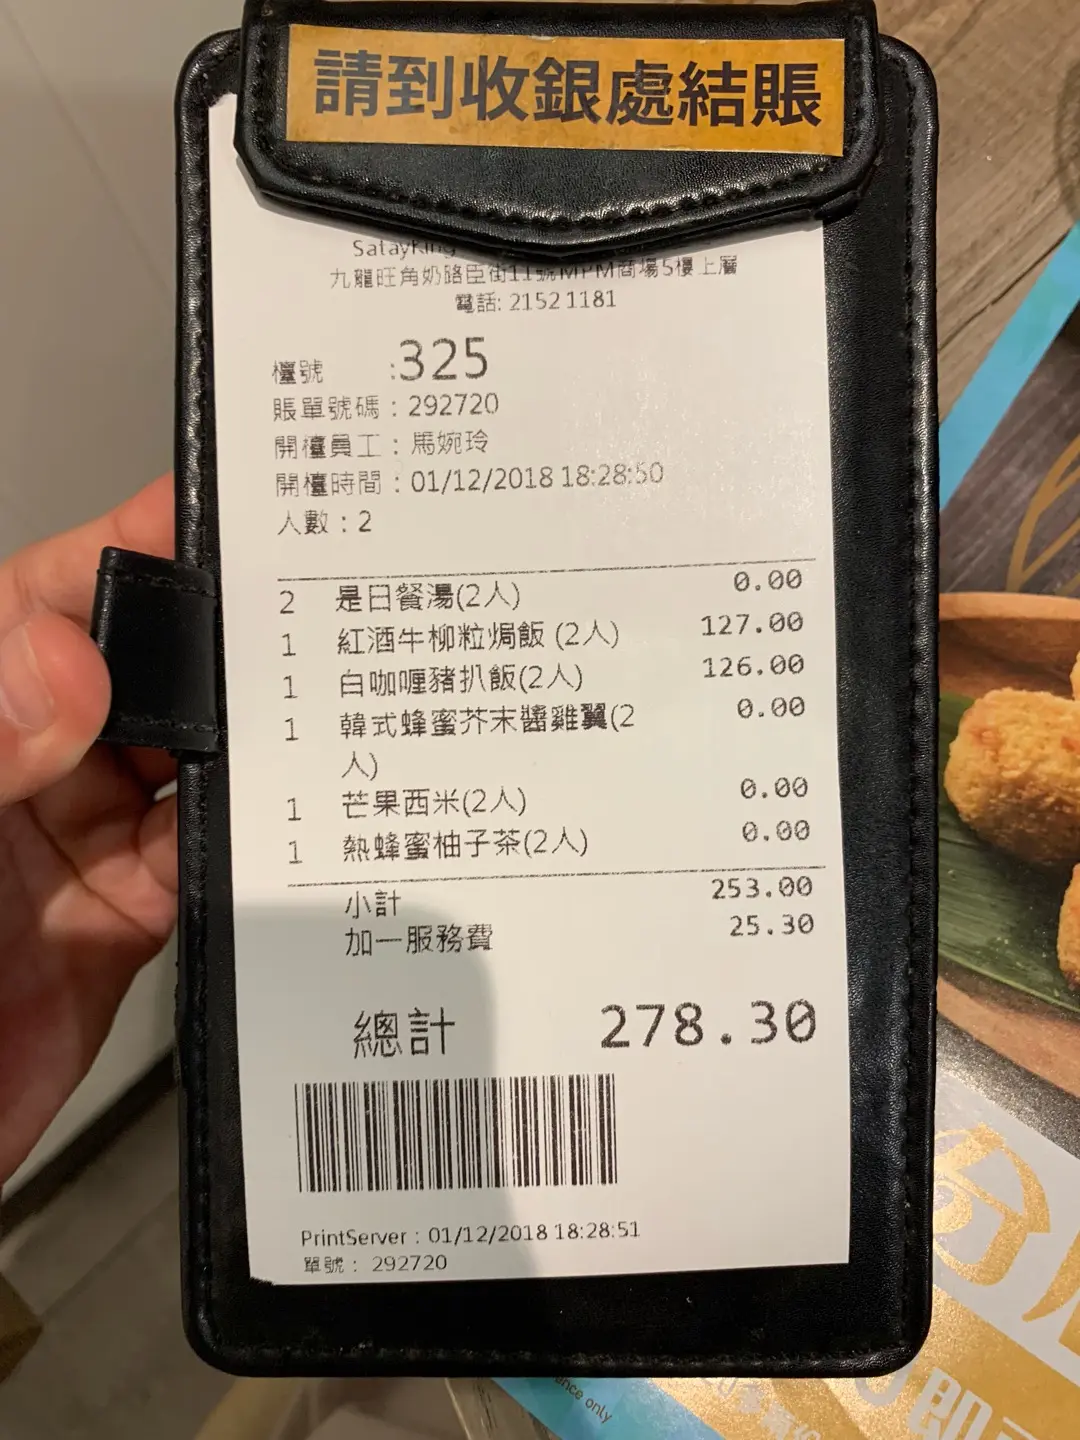 請到收銀處結賬
SatayKing
九龍旺角奶路臣街11號MPM商場5樓上層
電話: 2152 1181
檯號 :325
賬單號碼 : 292720
開檯員工 : 馬婉玲
開檯時間 : 01/12/2018 18:28:50
人數 : 2
2 是日餐湯(2人) 0.00
1 紅酒牛柳粒焗飯 (2人) 127.00
1 白咖喱豬扒飯(2人) 126.00
1 韓式蜂蜜芥末醬雞翼(2 0.00
人)
1 芒果西米(2人) 0.00
1 熱蜂蜜柚子茶(2人) 0.00
小計 253.00
加一服務費 25.30
總計 278.30
PrintServer : 01/12/2018 18:28:51
單號 : 292720
ence only